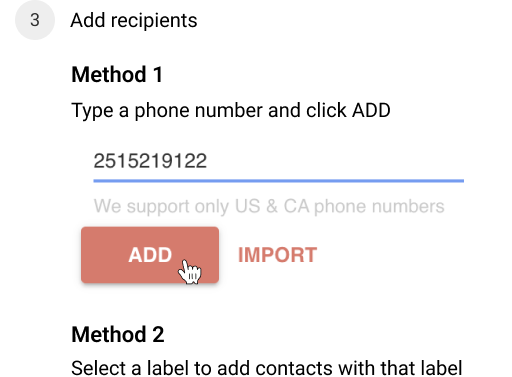 3 Add recipients
Method 1
Type a phone number and click ADD
2515219122
We support only US & CA phone numbers
ADD IMPORT
Method 2
Select a label to add contacts with that label